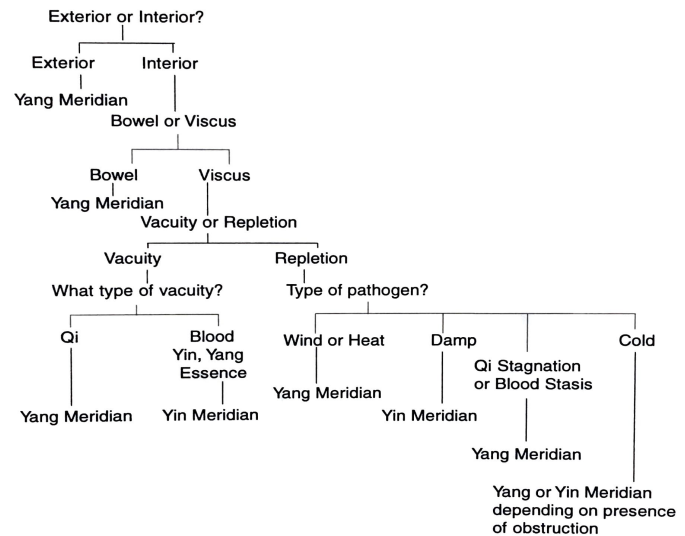 Exterior or Interior?
Exterior
Interior
Yang Meridian
Bowel or Viscus
Bowel
Viscus
Yang Meridian
Vacuity or Repletion
Vacuity
Repletion
What type of vacuity?
Type of pathogen?
Qi
Blood
Yin, Yang
Essence
Wind or Heat
Damp
Qi Stagnation
or Blood Stasis
Cold
Yang Meridian
Yin Meridian
Yang Meridian
Yin Meridian
Yang Meridian
Yang or Yin Meridian
depending on presence
of obstruction